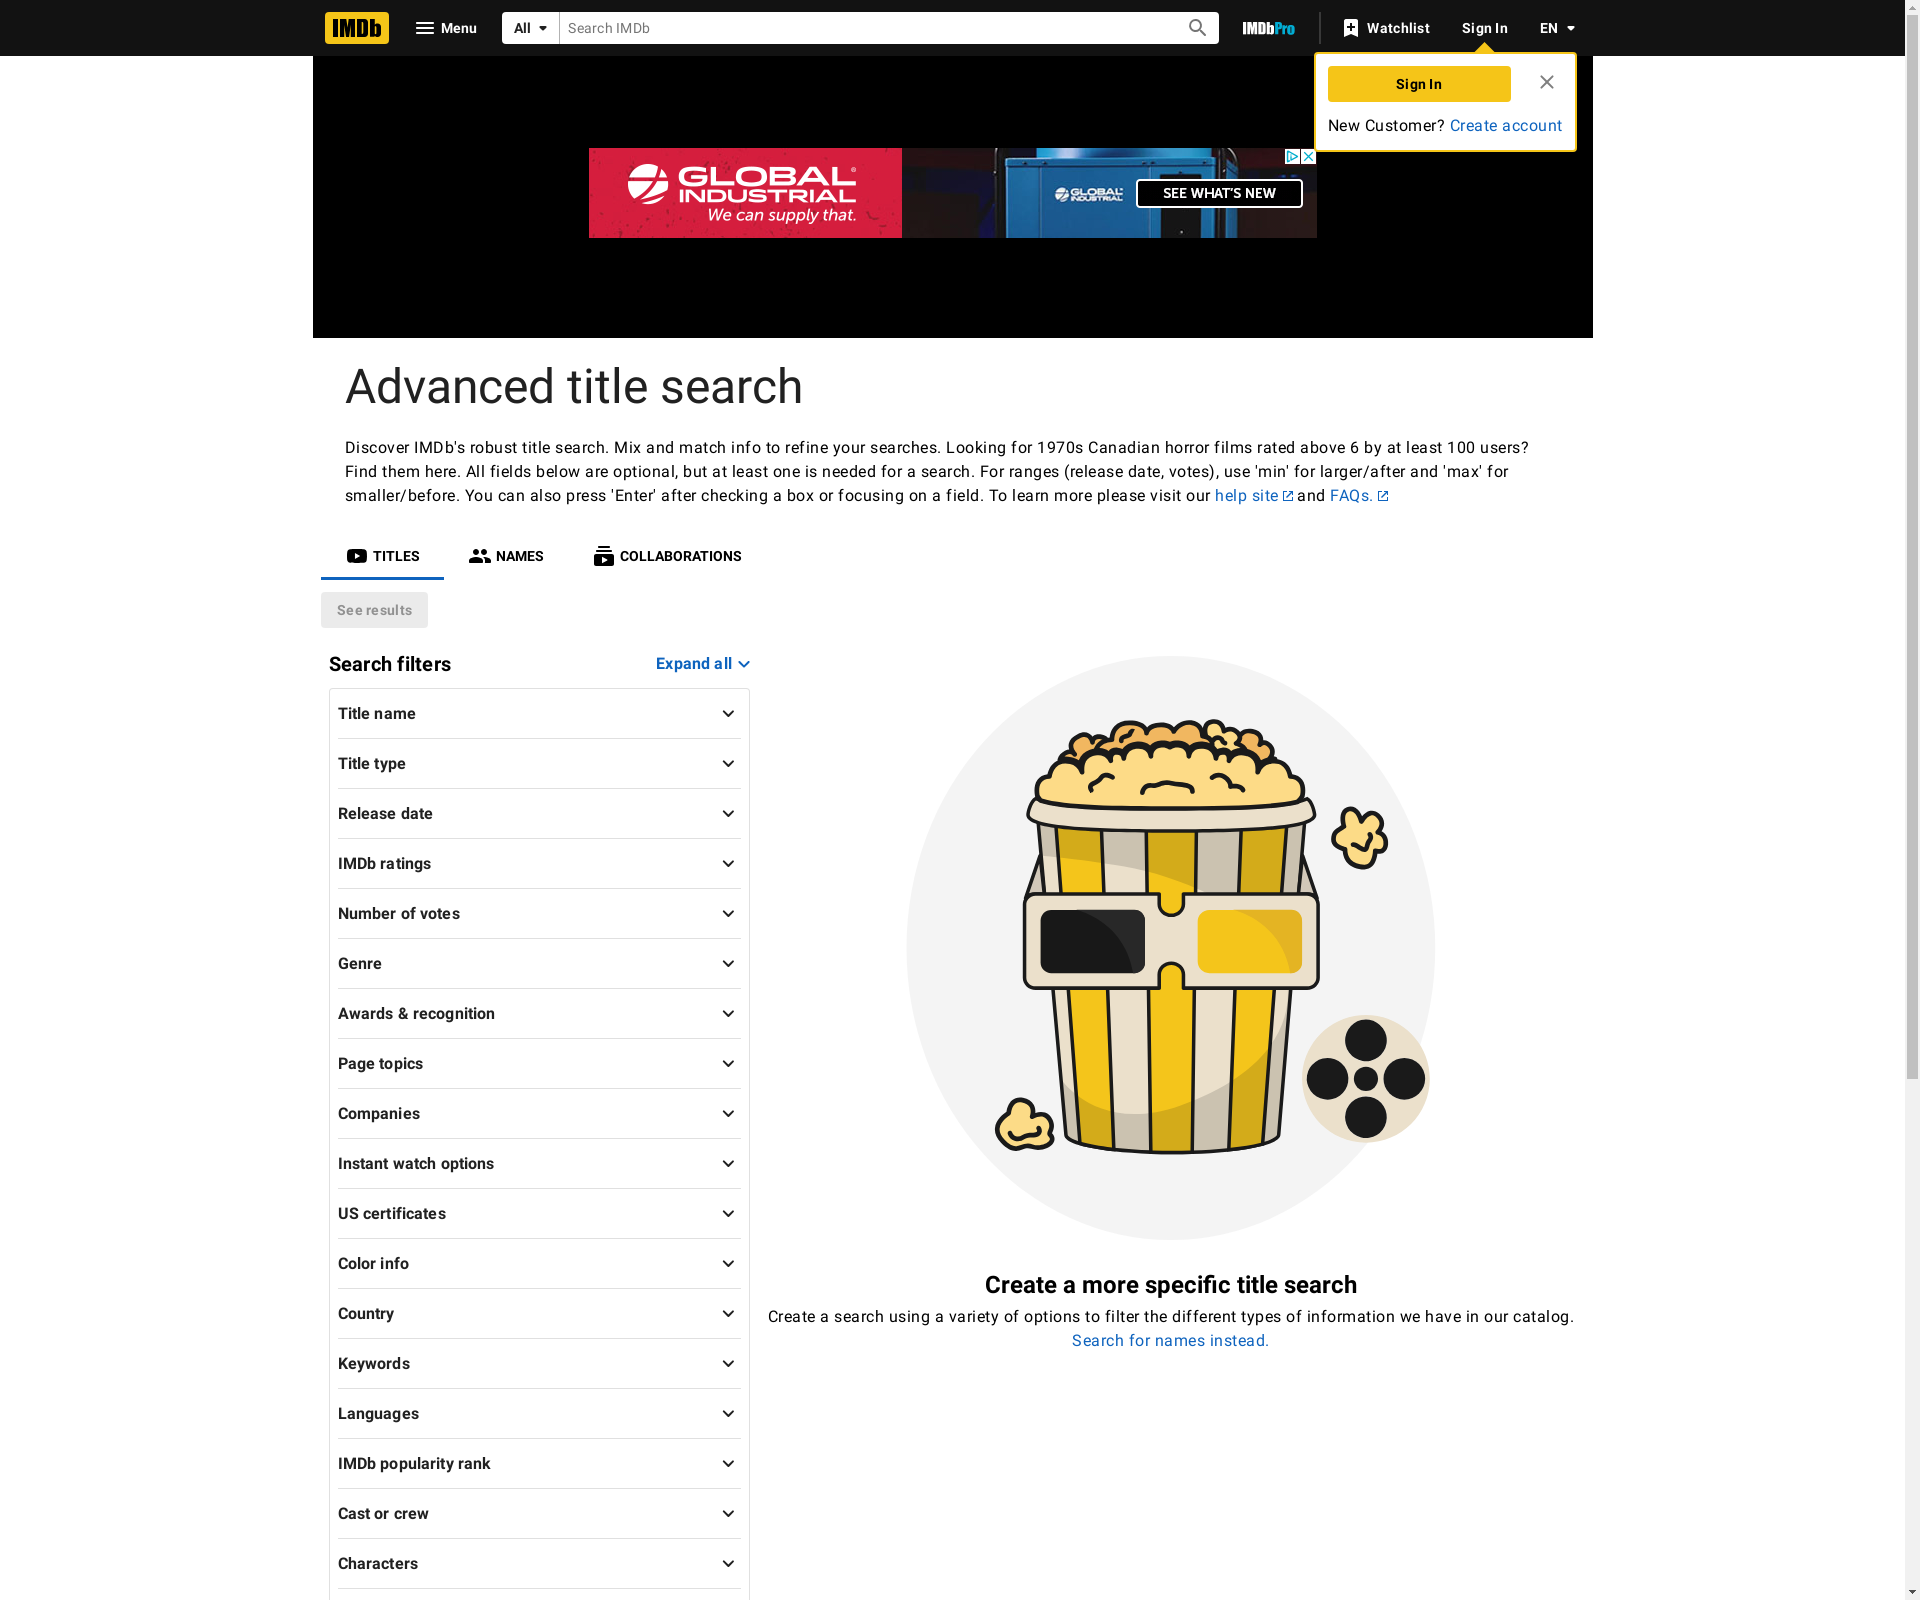 IMDb
Menu
All
Search IMDb
IMDbPro
Watchlist
Sign In
EN
Sign In
New Customer? Create account
GLOBAL
INDUSTRIAL
We can supply that.
GLOBAL
INDUSTRIAL
SEE WHAT'S NEW
Advanced title search
Discover IMDb's robust title search. Mix and match info to refine your searches. Looking for 1970s Canadian horror films rated above 6 by at least 100 users?
Find them here. All fields below are optional, but at least one is needed for a search. For ranges (release date, votes), use 'min' for larger/after and 'max' for
smaller/before. You can also press 'Enter' after checking a box or focusing on a field. To learn more please visit our help site and FAQs.
TITLES
NAMES
COLLABORATIONS
See results
Search filters
Expand all
Title name
Title type
Release date
IMDb ratings
Number of votes
Genre
Awards & recognition
Page topics
Companies
Instant watch options
US certificates
Color info
Country
Keywords
Languages
IMDb popularity rank
Cast or crew
Characters
Create a more specific title search
Create a search using a variety of options to filter the different types of information we have in our catalog.
Search for names instead.